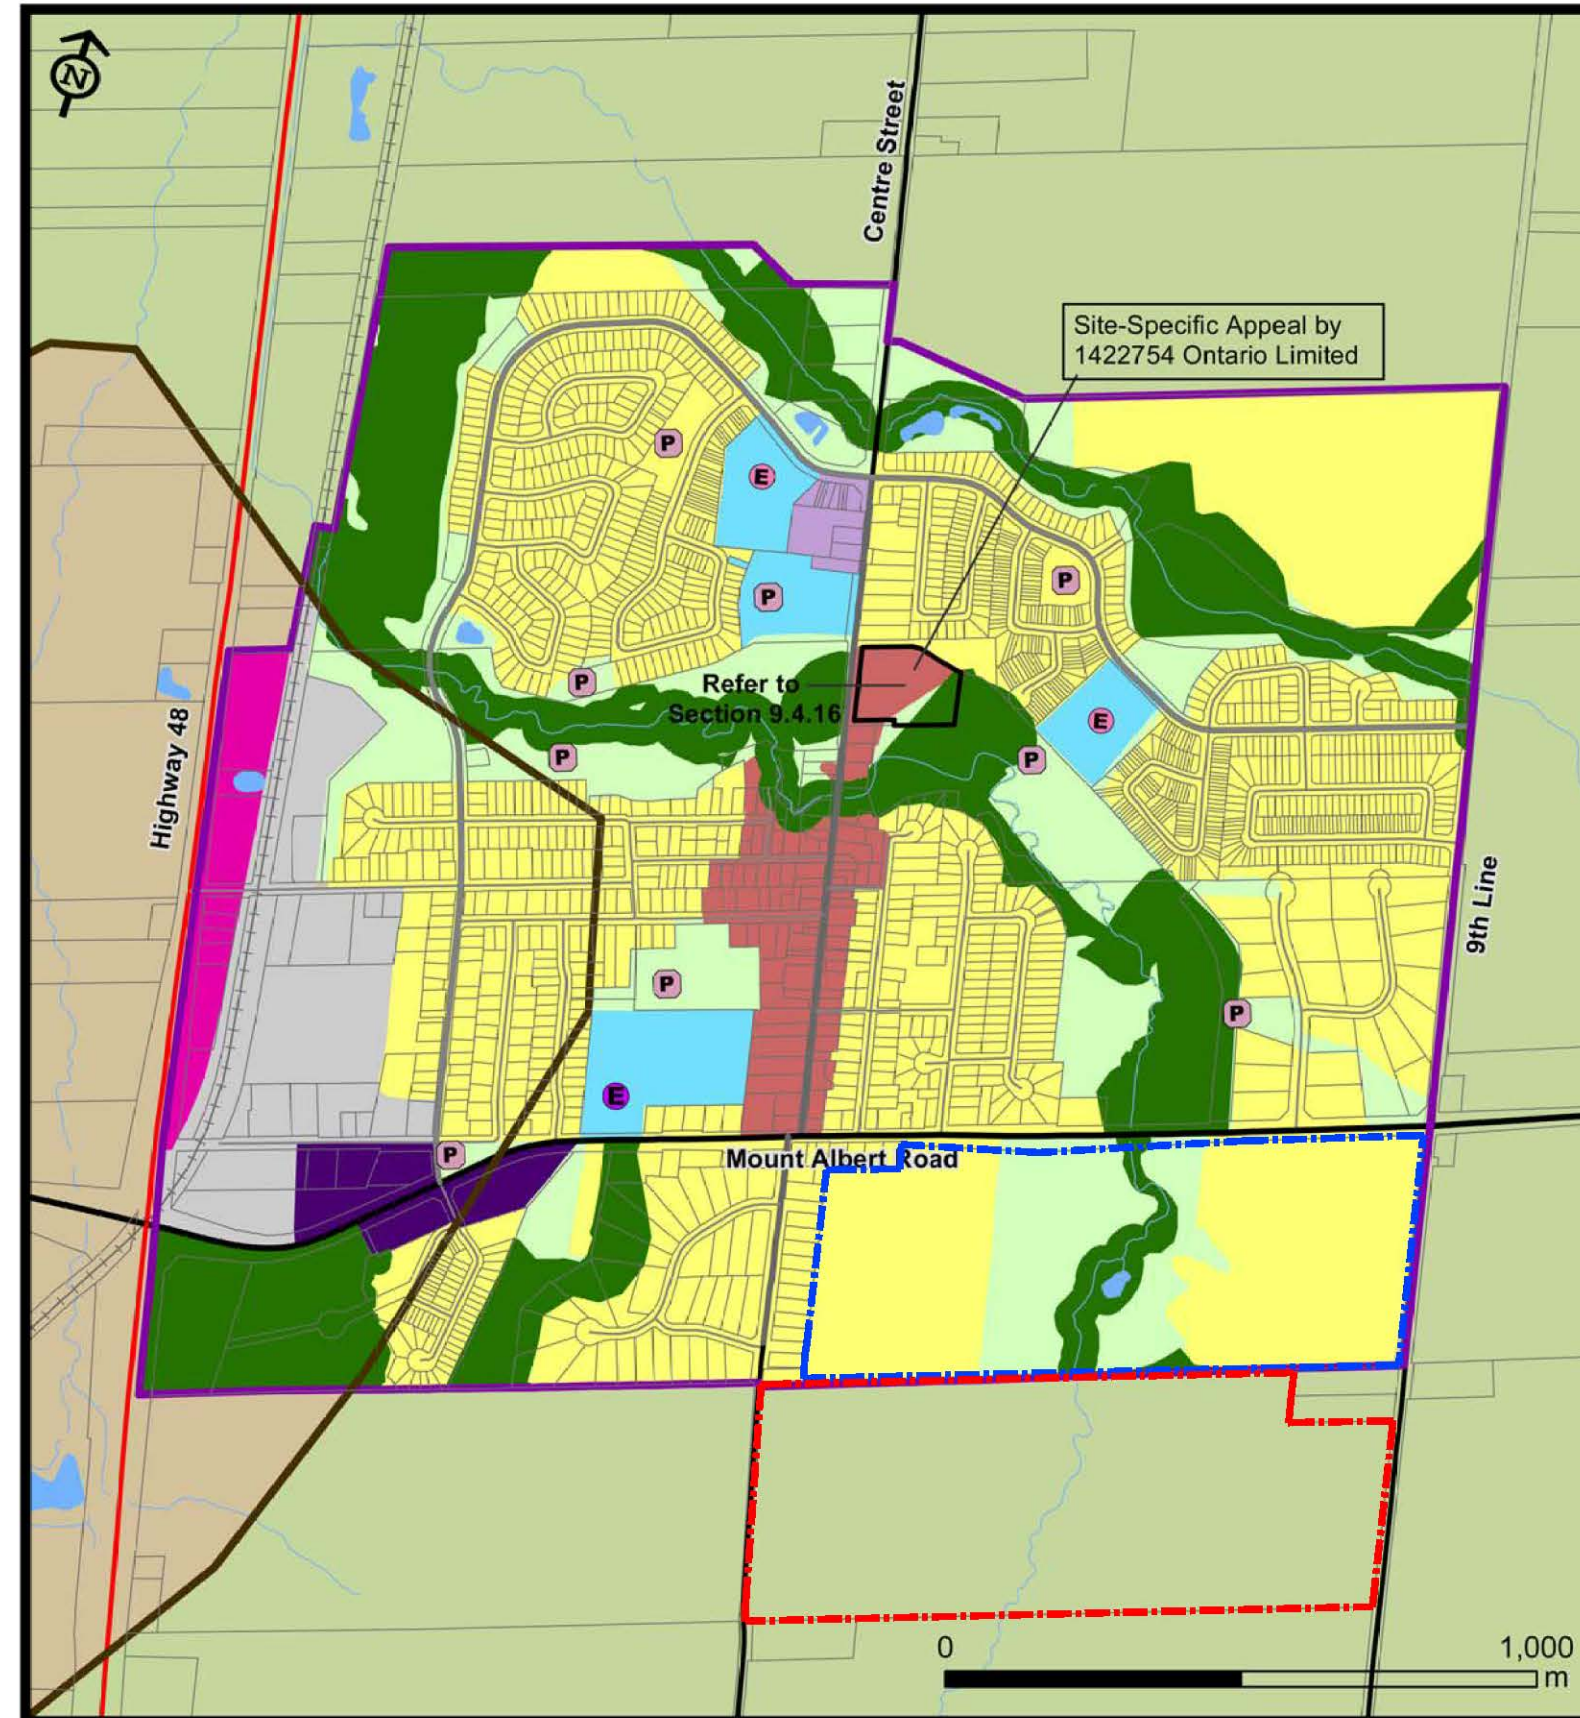 N
Centre Street
Site-Specific Appeal by
1422754 Ontario Limited
P
E
P
P
P
Refer to
Section 9.4.16
E
P
P
Highway 48
9th Line
P
P
E
P
Mount Albert Road
0
1,000
m